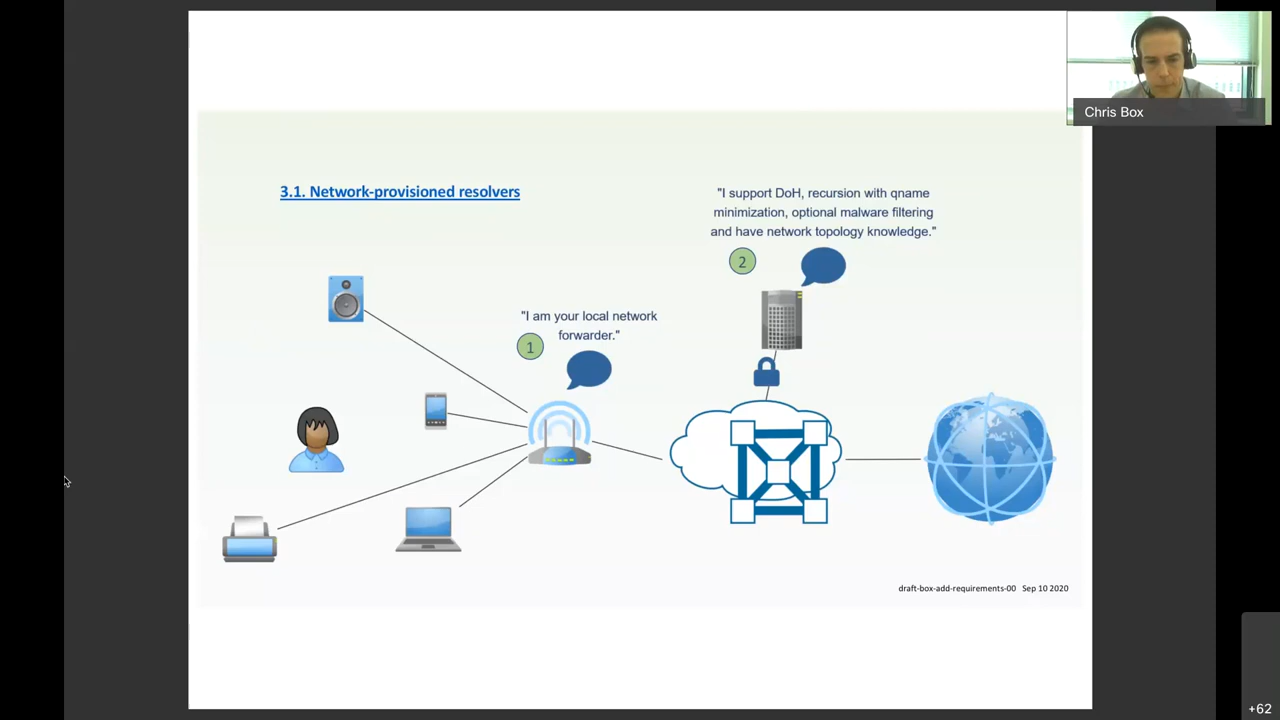 Chris Box
3.1. Network-provisioned resolvers
"I support DoH, recursion with qname
minimization, optional malware filtering
and have network topology knowledge."
2
"I am your local network
forwarder."
1
draft-box-add-requirements-00 Sep 10 2020
+62